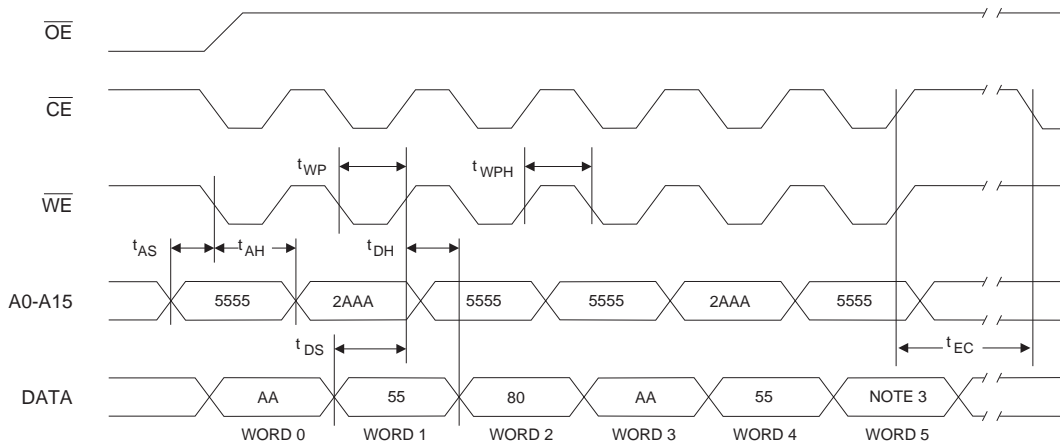 OE
CE
t WP
t WPH
WE
t AS
t AH
t DH
A0-A15
5555
2AAA
5555
5555
2AAA
5555
t DS
t EC
DATA
AA
55
80
AA
55
NOTE 3
WORD 0
WORD 1
WORD 2
WORD 3
WORD 4
WORD 5